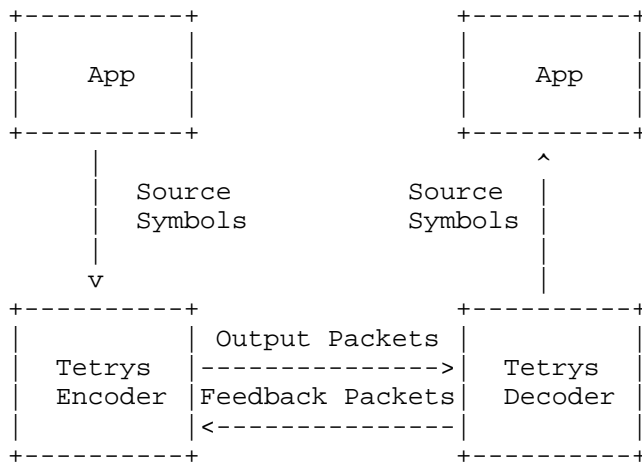 App App
Source Source
Symbols Symbols
Output Packets
Tetrys Tetrys
Encoder Feedback Packets Decoder